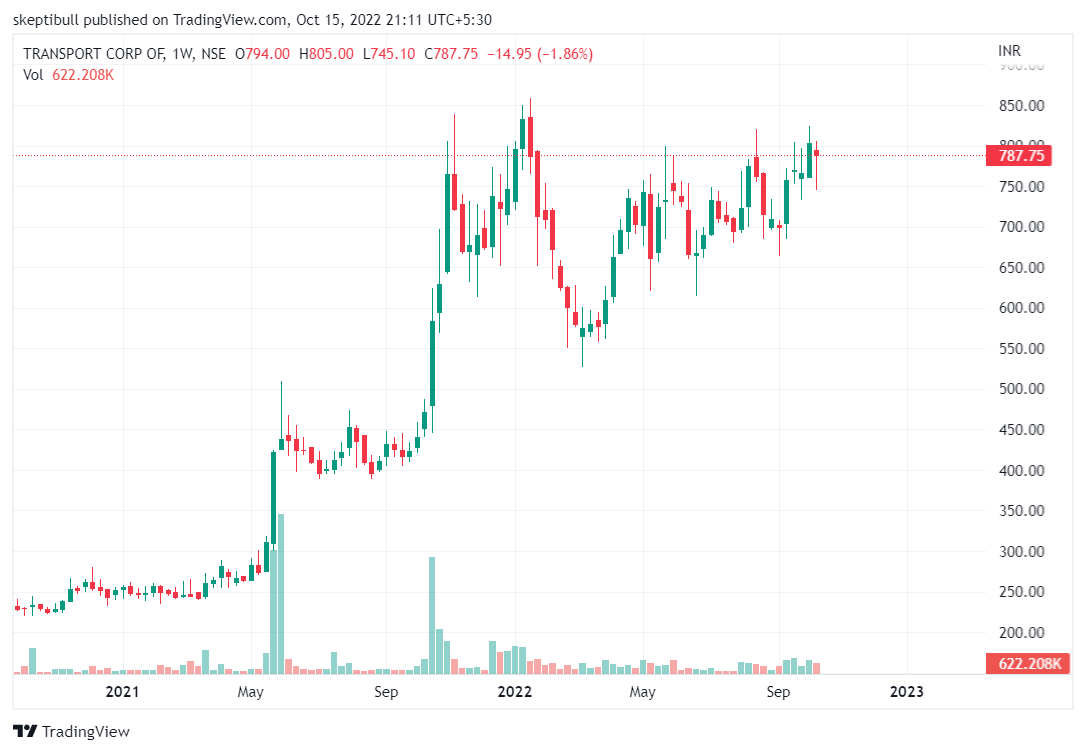 skeptibull published on TradingView.com, Oct 15, 2022 21:11 UTC+5:30
TRANSPORT CORP OF, 1W, NSE O794.00 H805.00 L745.10 C787.75 −14.95 (−1.86%)
INR
Vol 622.208K
900.00
850.00
800.00
787.75
750.00
700.00
650.00
600.00
550.00
500.00
450.00
400.00
350.00
300.00
250.00
200.00
622.208K
2021 May Sep 2022 May Sep 2023
TradingView